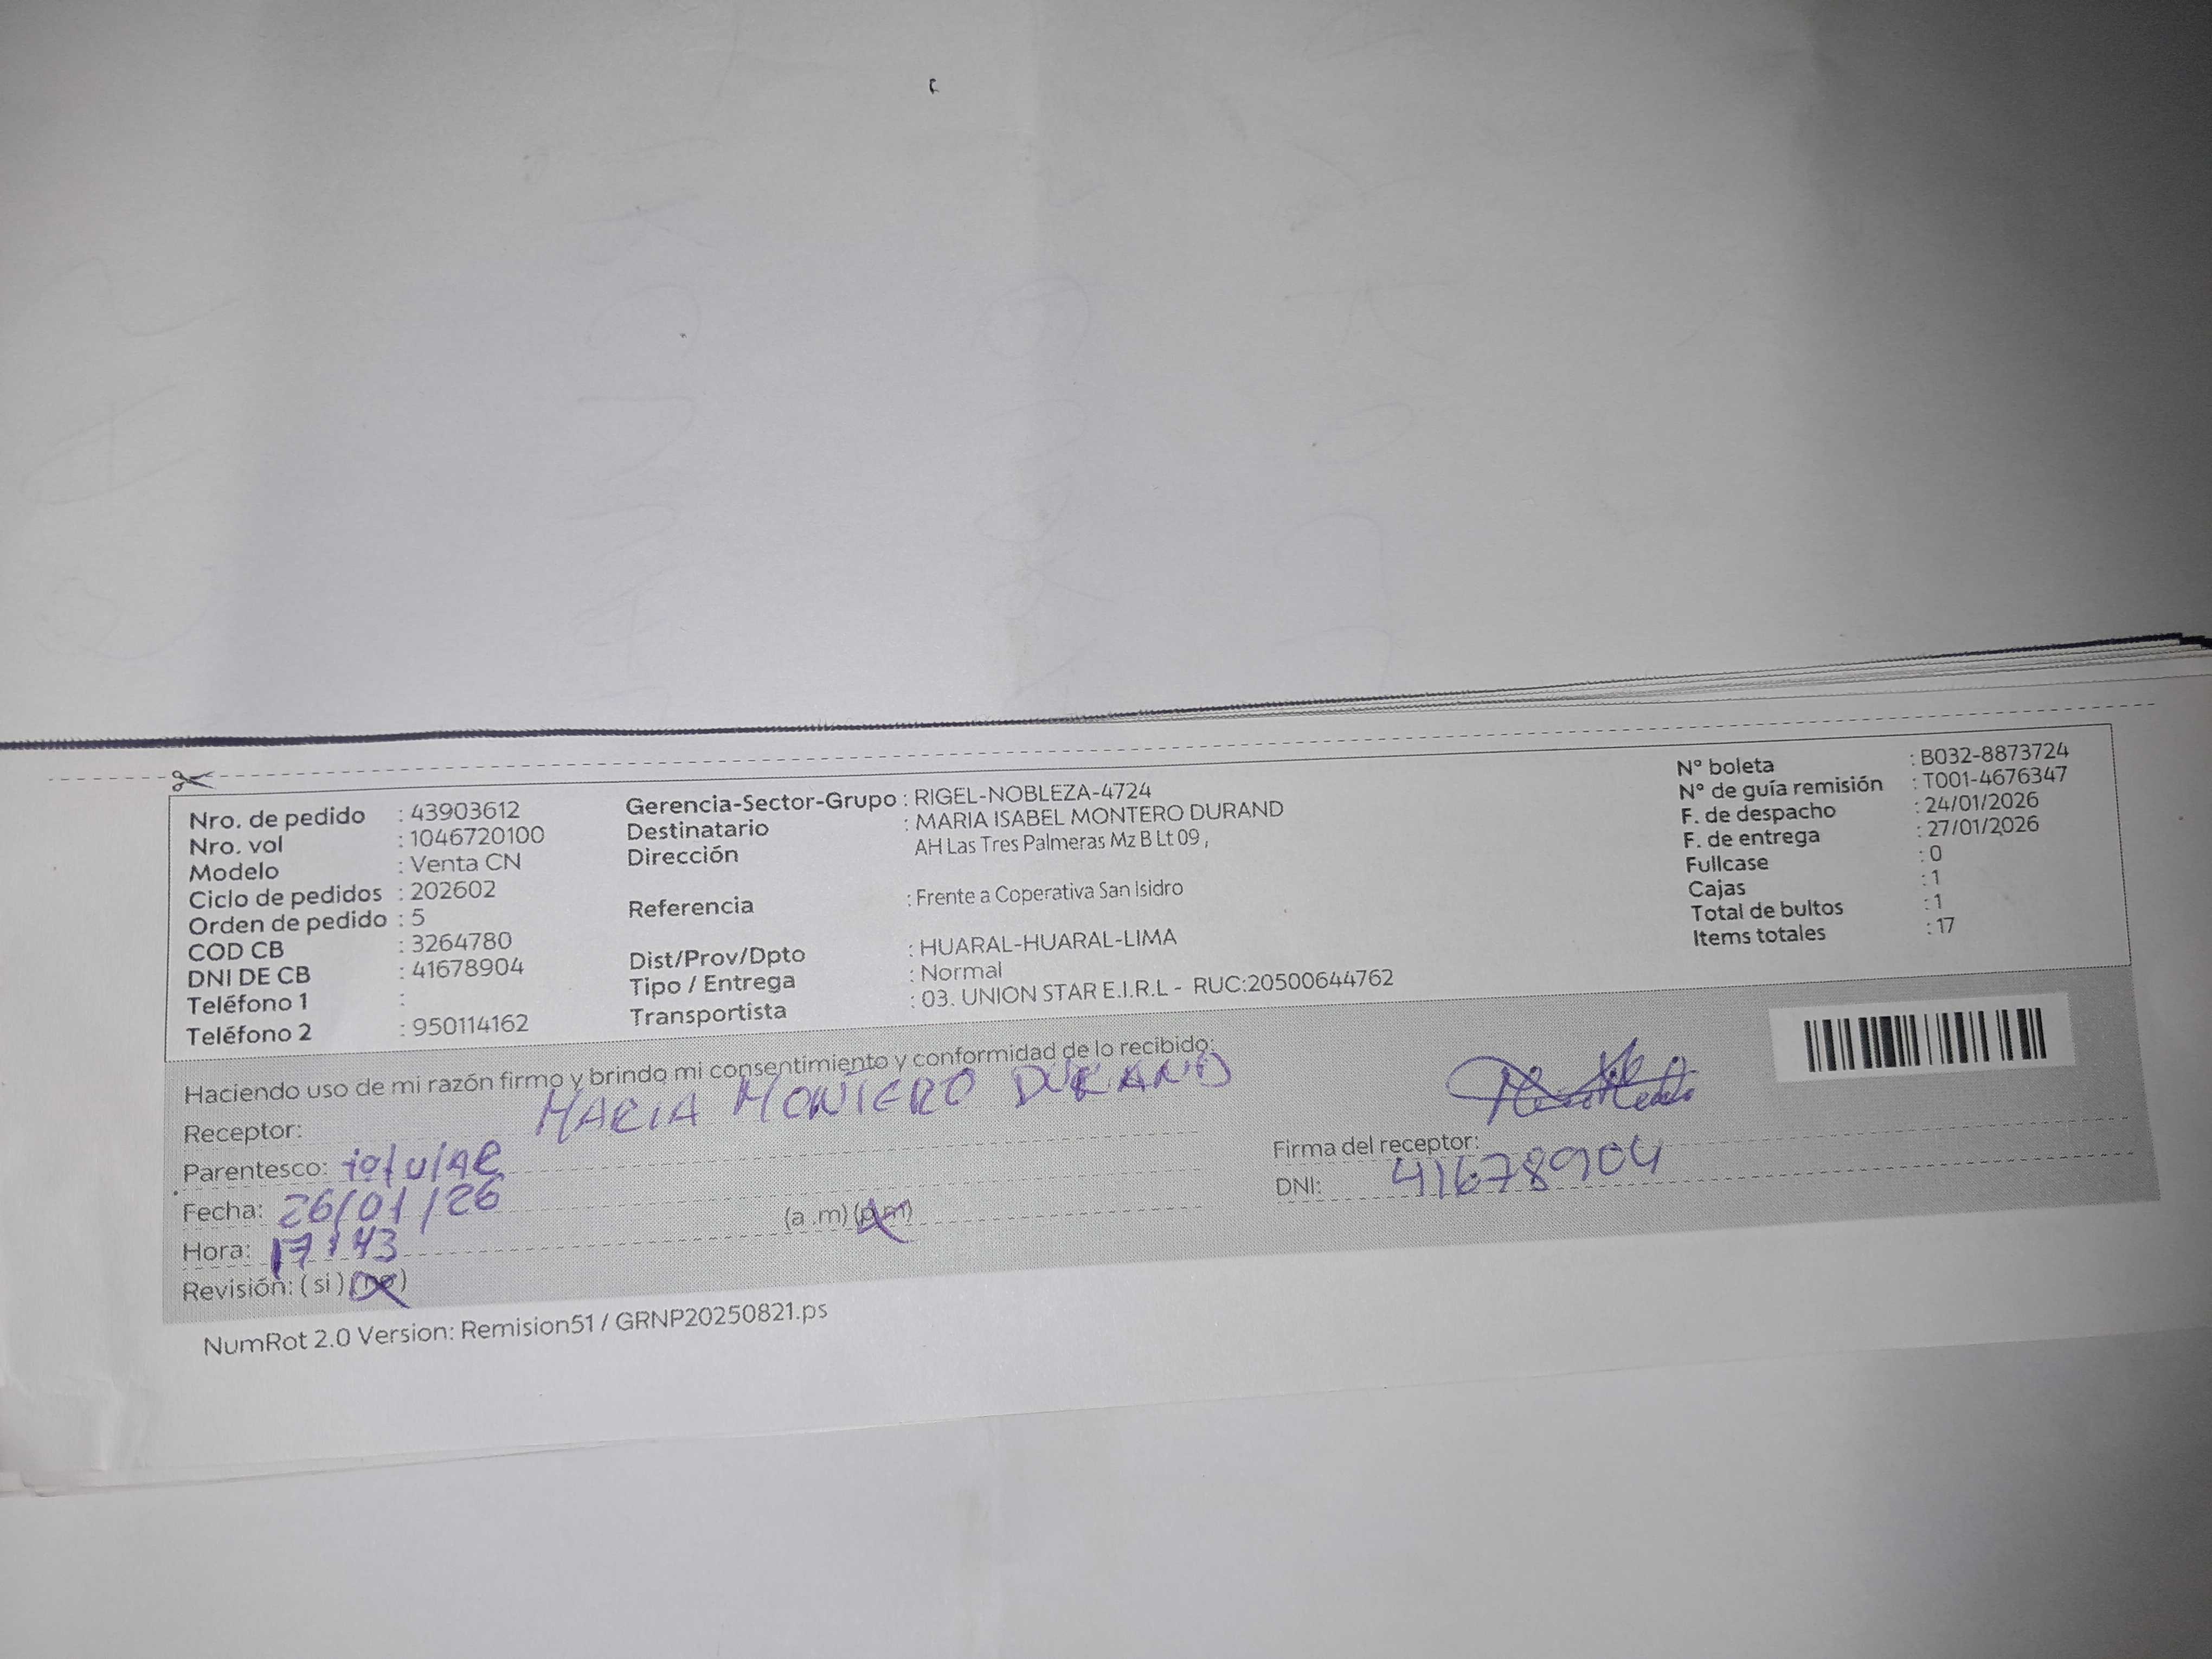 Nro. de pedido : 43903612
Nro. vol : 1046720100
Modelo : Venta CN
Ciclo de pedidos : 202602
Orden de pedido : 5
COD CB : 3264780
DNI DE CB : 41678904
Teléfono 1 :
Teléfono 2 : 950114162
Gerencia-Sector-Grupo : RIGEL-NOBLEZA-4724
Destinatario : MARIA ISABEL MONTERO DURAND
Dirección AH Las Tres Palmeras Mz B Lt 09 ,
Referencia : Frente a Coperativa San Isidro
Dist/Prov/Dpto : HUARAL-HUARAL-LIMA
Tipo / Entrega : Normal
Transportista : 03. UNION STAR E.I.R.L - RUC:20500644762
N° boleta : B032-8873724
N° de guía remisión : T001-4676347
F. de despacho : 24/01/2026
F. de entrega : 27/01/2026
Fullcase : 0
Cajas : 1
Total de bultos : 1
Items totales : 17
Haciendo uso de mi razón firmo y brindo mi consentimiento y conformidad de lo recibido:
Receptor: MARIA MONTERO DURAND
Parentesco: titular
Fecha: 26/01/26
Hora: 17:43 (a .m) (p.m)
Revisión: ( si ) (no)
Firma del receptor:
DNI: 41678904
NumRot 2.0 Version: Remision51 / GRNP20250821.ps